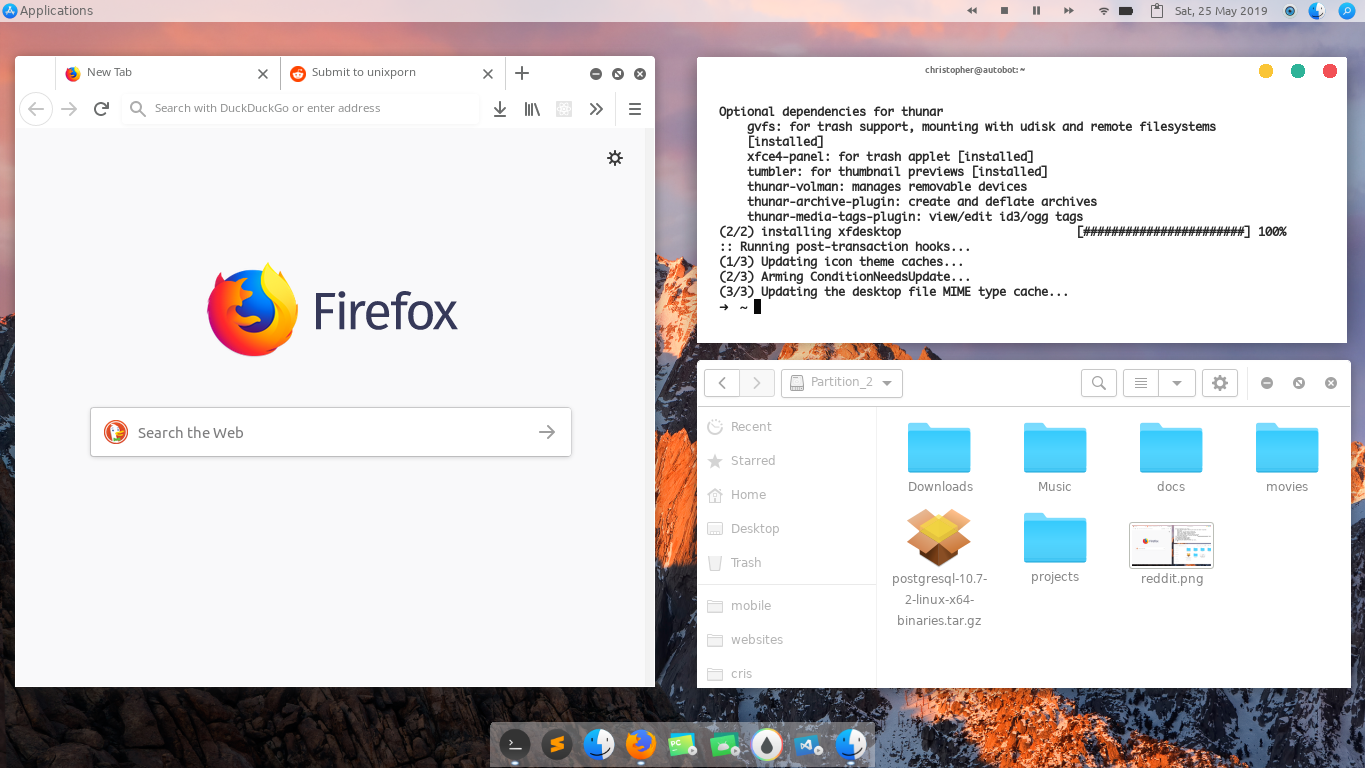 Applications
Sat, 25 May 2019
New Tab
Submit to unixporn
Search with DuckDuckGo or enter address
Firefox
Search the Web
christopher@autobot:~
Optional dependencies for thunar
gvfs: for trash support, mounting with udisk and remote filesystems
[installed]
xfce4-panel: for trash applet [installed]
tumbler: for thumbnail previews [installed]
thunar-volman: manages removable devices
thunar-archive-plugin: create and deflate archives
thunar-media-tags-plugin: view/edit id3/ogg tags
(2/2) installing xfdesktop [#######################] 100%
:: Running post-transaction hooks...
(1/3) Updating icon theme caches...
(2/3) Arming ConditionNeedsUpdate...
(3/3) Updating the desktop file MIME type cache...
➜ ~
Partition_2
Recent
Starred
Home
Desktop
Trash
mobile
websites
cris
Downloads
Music
docs
movies
postgresql-10.7-
2-linux-x64-
binaries.tar.gz
projects
reddit.png
PC